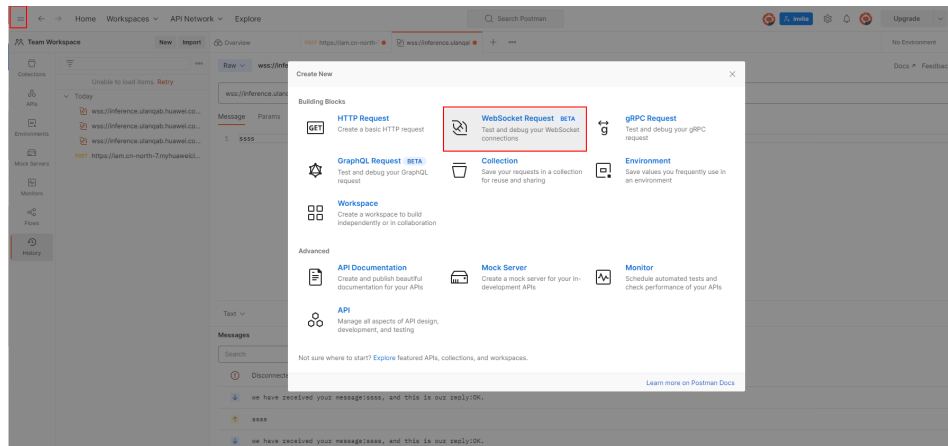 Home Workspaces API Network Explore
Search Postman
Invite
Upgrade
Team Workspace
New Import
Overview
POST https://iam.cn-north-
wss://inference.ulanqal
No Environment
Collections
APIs
Environments
Mock Servers
Monitors
Flows
History
Unable to load items. Retry
Today
wss://inference.ulanqab.huawei.co...
wss://inference.ulanqab.huawei.co...
wss://inference.ulanqab.huawei.co...
POST https://iam.cn-north-7.myhuaweicl...
Raw wss://infe
Docs Feedbac
wss://inference.ulanq
Message Params
1 ssss
Text
Messages
Search
Disconnecte
we have received your message:ssss, and this is our reply:OK.
ssss
we have received your message:ssss, and this is our reply:OK.
Create New
Building Blocks
GET
HTTP Request
Create a basic HTTP request
WebSocket Request BETA
Test and debug your WebSocket
connections
g
gRPC Request
Test and debug your gRPC
request
GraphQL Request BETA
Test and debug your GraphQL
request
Collection
Save your requests in a collection
for reuse and sharing
Environment
Save values you frequently use in
an environment
Workspace
Create a workspace to build
independently or in collaboration
Advanced
API Documentation
Create and publish beautiful
documentation for your APIs
Mock Server
Create a mock server for your in-
development APIs
Monitor
Schedule automated tests and
check performance of your APIs
API
Manage all aspects of API design,
development, and testing
Not sure where to start? Explore featured APIs, collections, and workspaces.
Learn more on Postman Docs